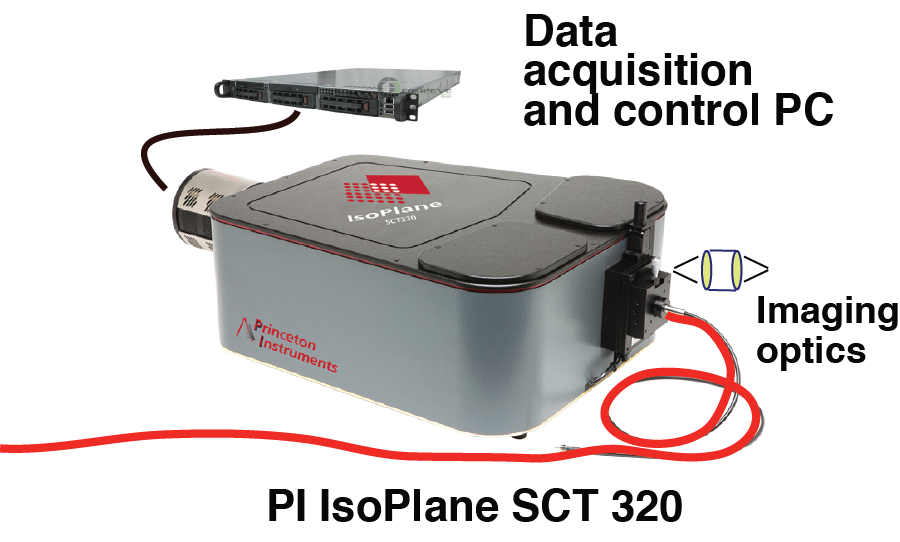 Data
acquisition
and control PC
IsoPlane
SCT320
Princeton
Instruments
Imaging
optics
PI IsoPlane SCT 320